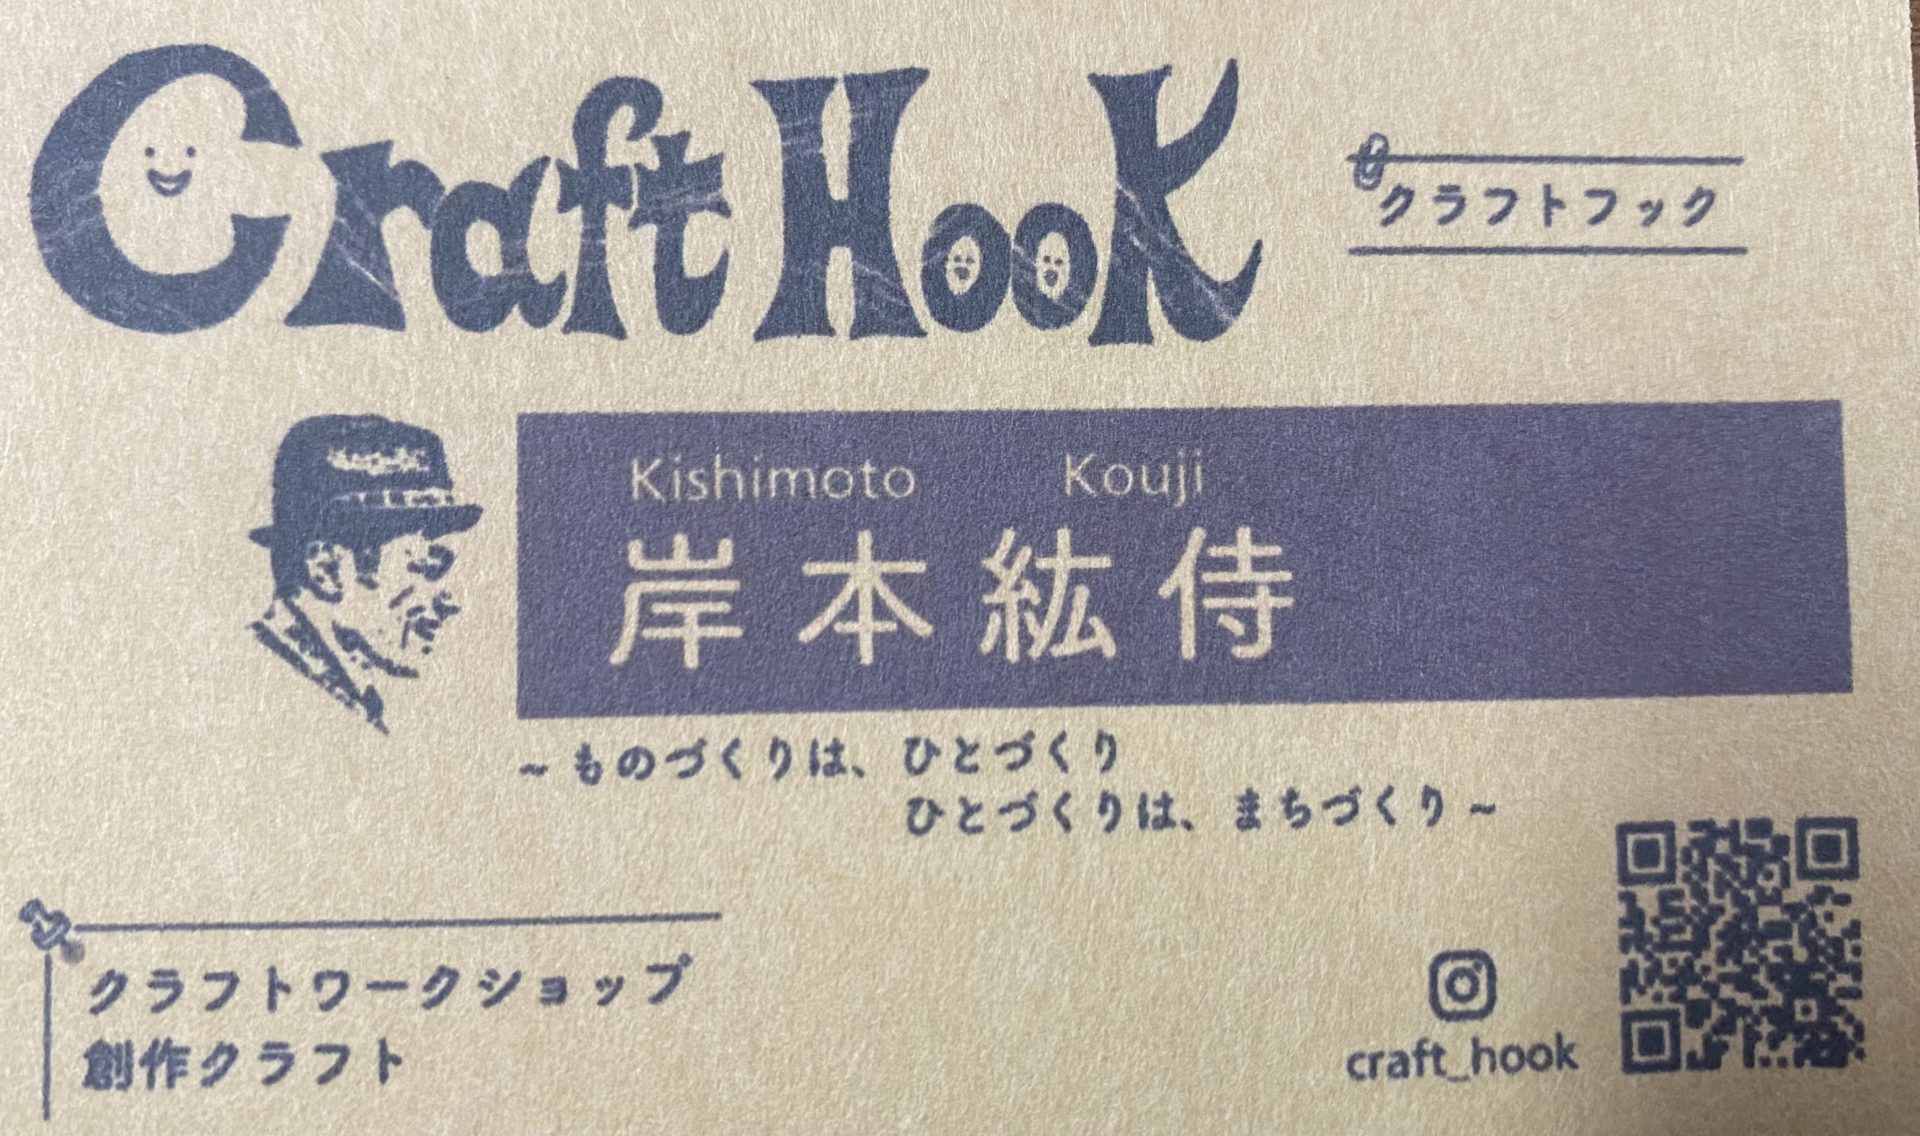 Craft Hook
クラフトフック
Kishimoto Kouji
岸本紘侍
~ものづくりは、ひとづくり
ひとづくりは、まちづくり~
クラフトワークショップ
創作クラフト
craft_hook